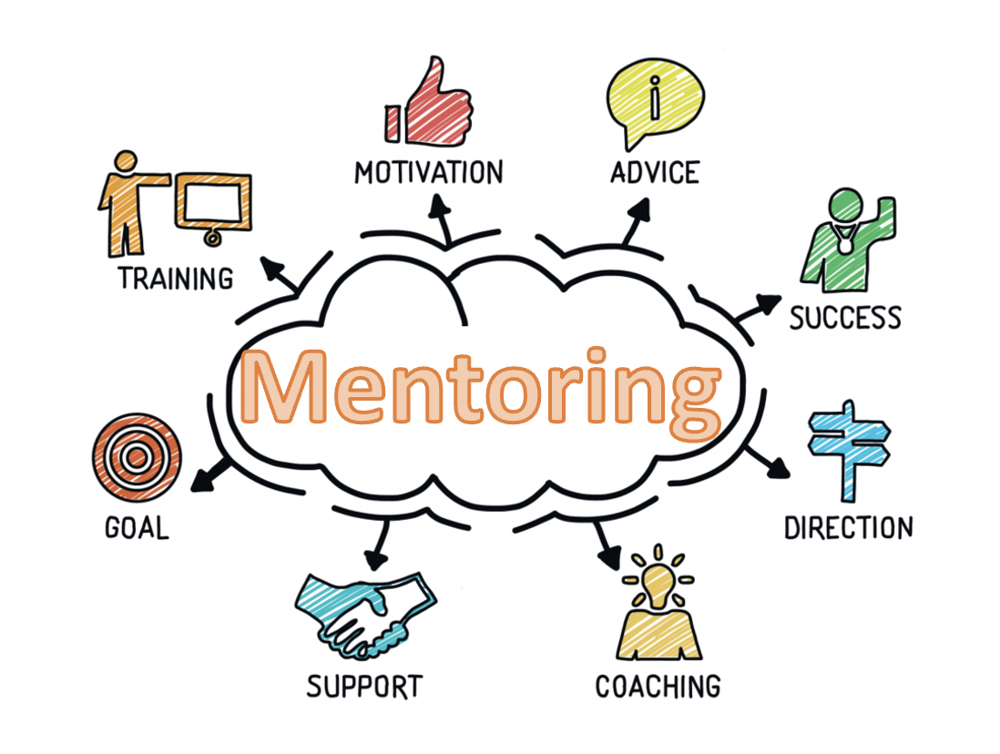 MOTIVATION
ADVICE
TRAINING
SUCCESS
Mentoring
GOAL
DIRECTION
SUPPORT
COACHING